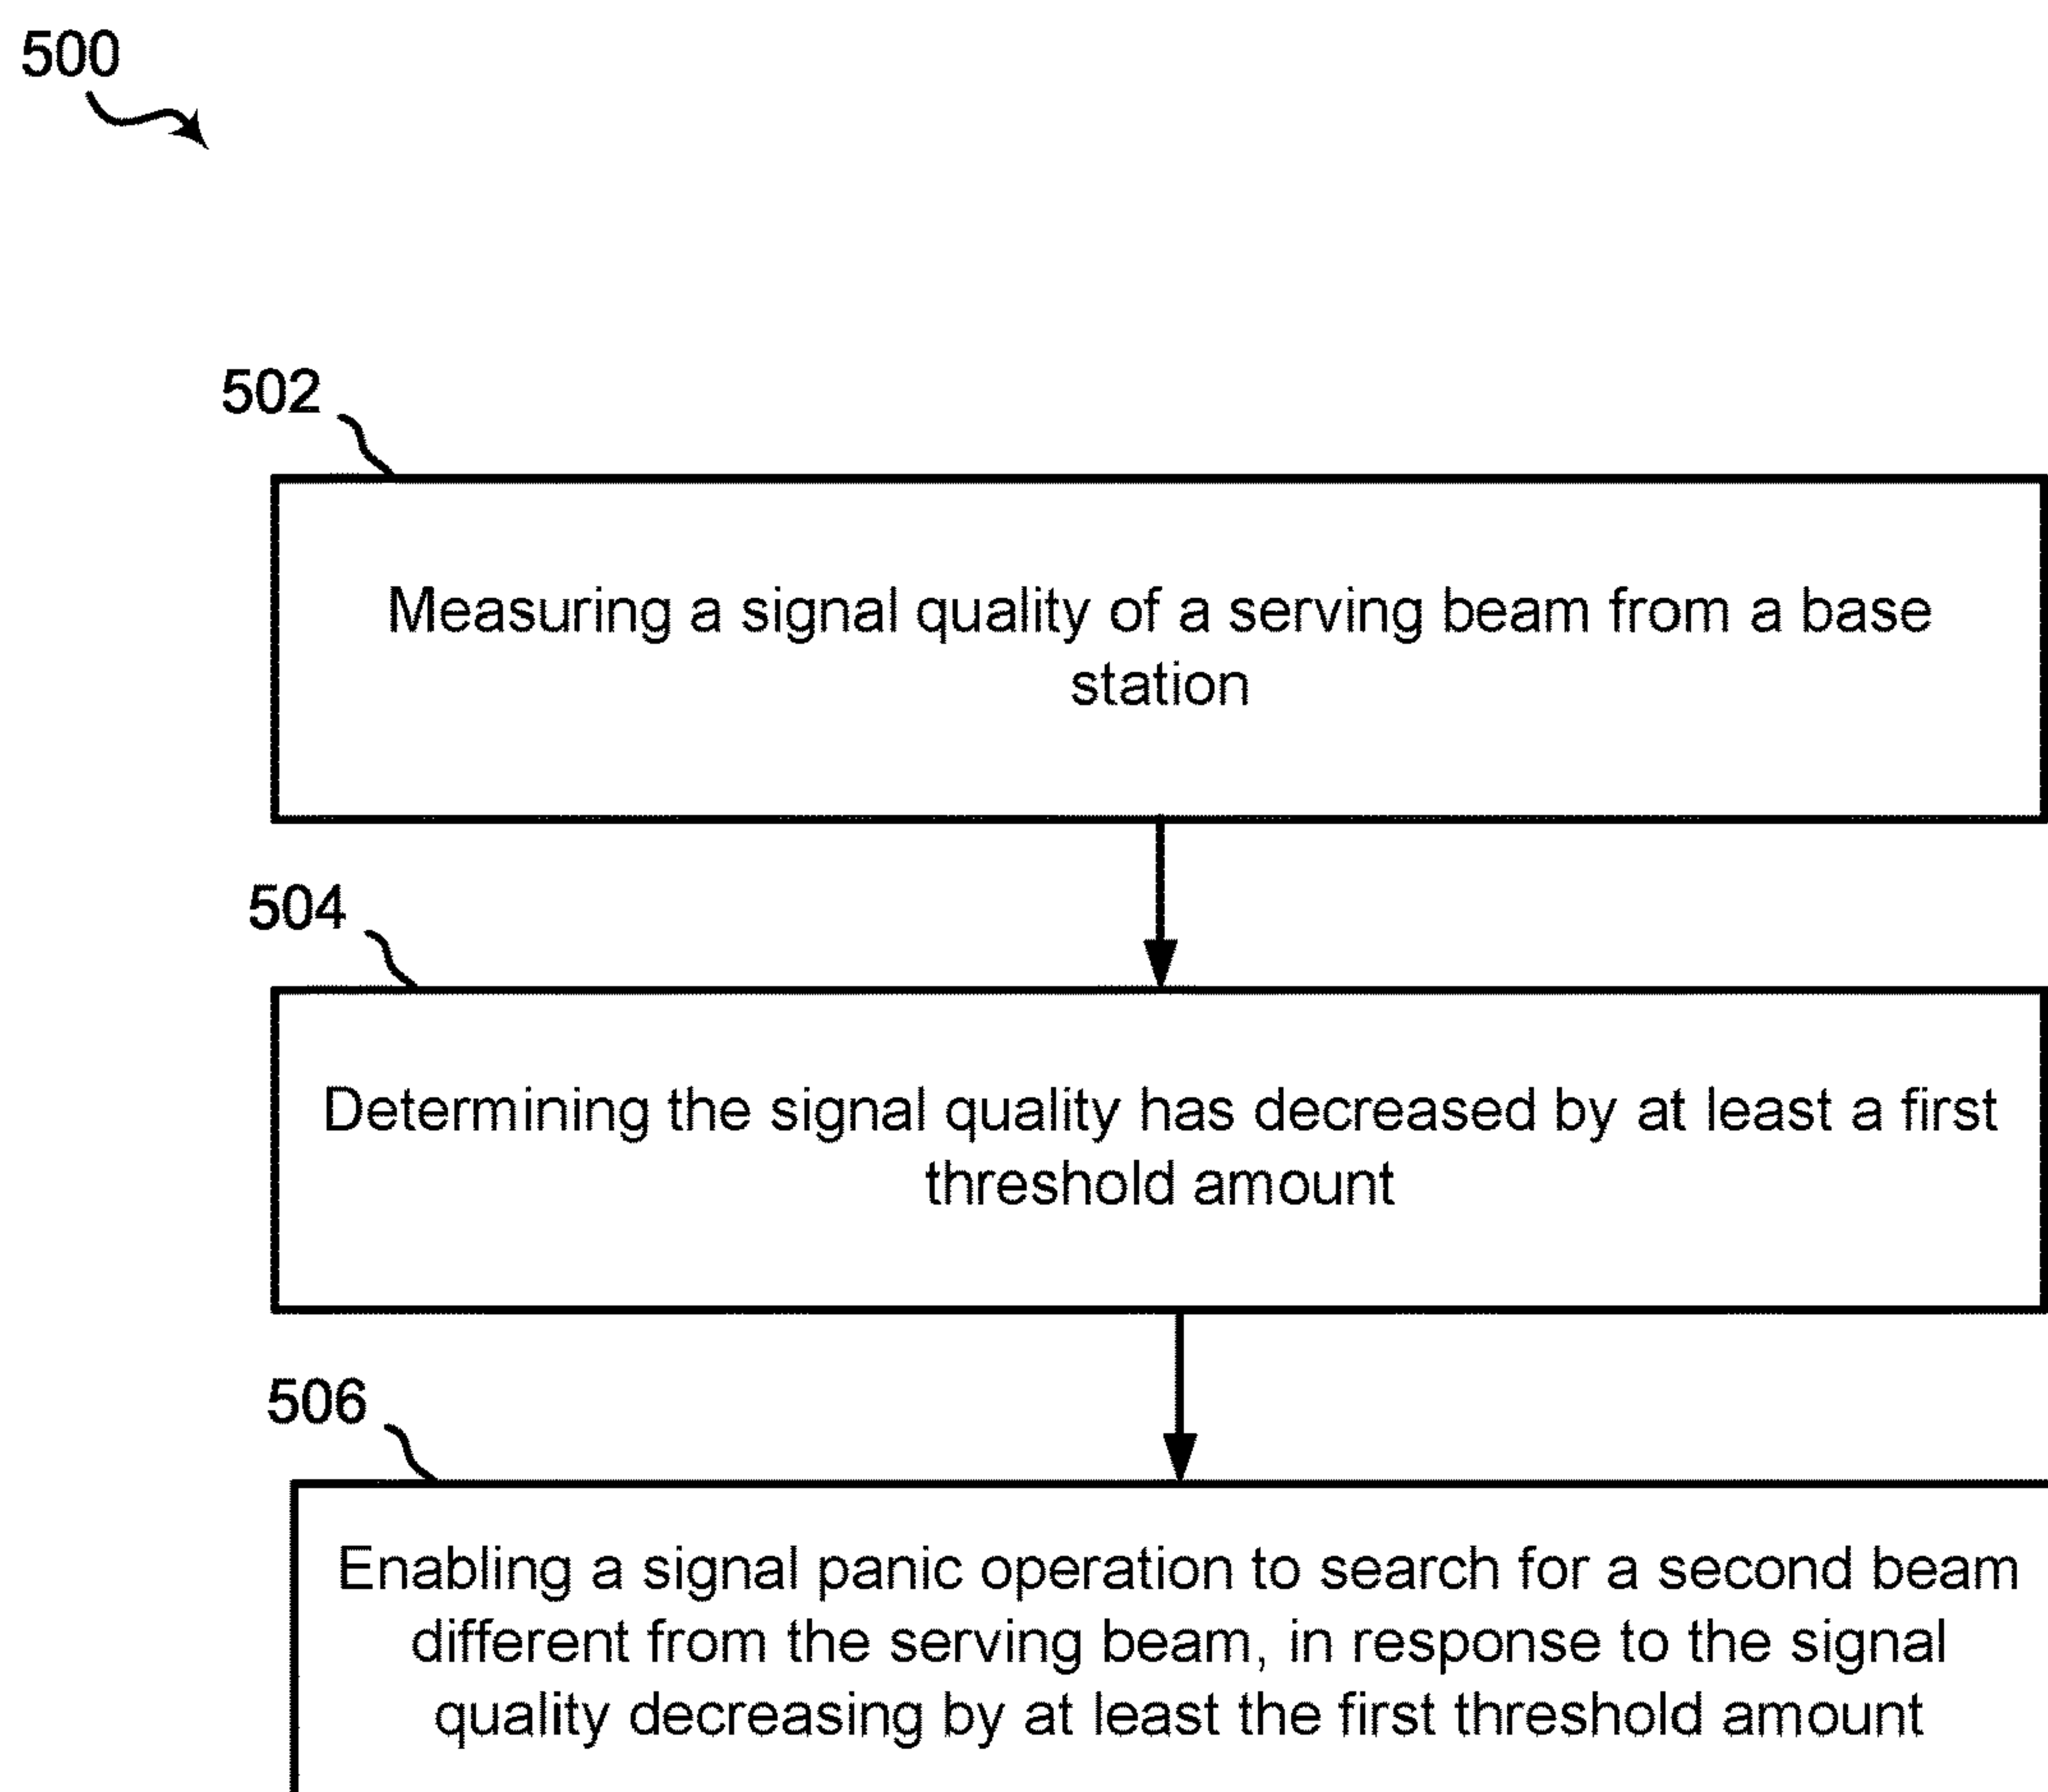 500
502
Measuring a signal quality of a serving beam from a base
station
504
Determining the signal quality has decreased by at least a first
threshold amount
506
Enabling a signal panic operation to search for a second beam
different from the serving beam, in response to the signal
quality decreasing by at least the first threshold amount